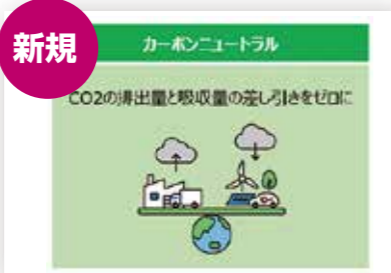 新規
カーボンニュートラル
CO2の排出量と吸収量の差し引きをゼロに